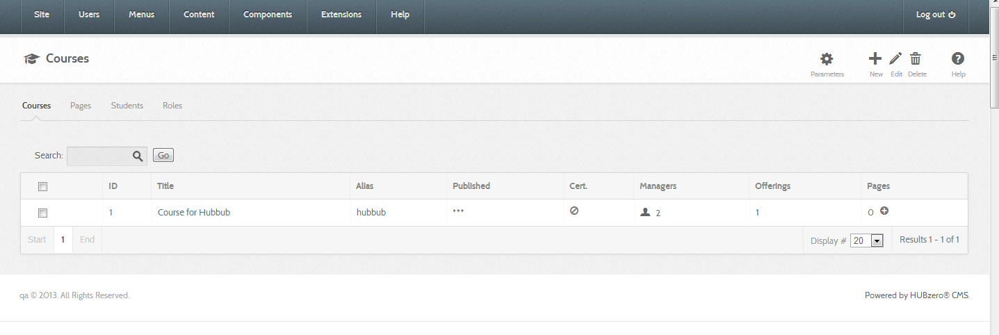 Site Users Menus Content Components Extensions Help Log out
Courses
Parameters New Edit Delete Help
Courses Pages Students Roles
Search: Go
ID Title Alias Published Cert. Managers Offerings Pages
1 Course for Hubbub hubbub 2 1 0
Start 1 End Display # 20 Results 1 - 1 of 1
qa © 2013. All Rights Reserved. Powered by HUBzero® CMS.